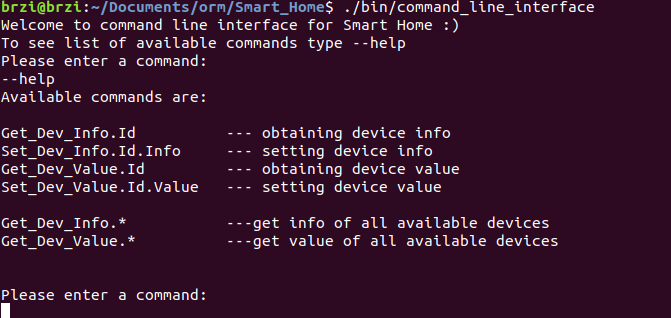 brzi@brzi:~/Documents/orm/Smart_Home$ ./bin/command_line_interface
Welcome to command line interface for Smart Home :)
To see list of available commands type --help
Please enter a command:
--help
Available commands are:
Get_Dev_Info.Id          --- obtaining device info
Set_Dev_Info.Id.Info     --- setting device info
Get_Dev_Value.Id         --- obtaining device value
Set_Dev_Value.Id.Value   --- setting device value
Get_Dev_Info.*           ---get info of all available devices
Get_Dev_Value.*          ---get value of all available devices
Please enter a command: